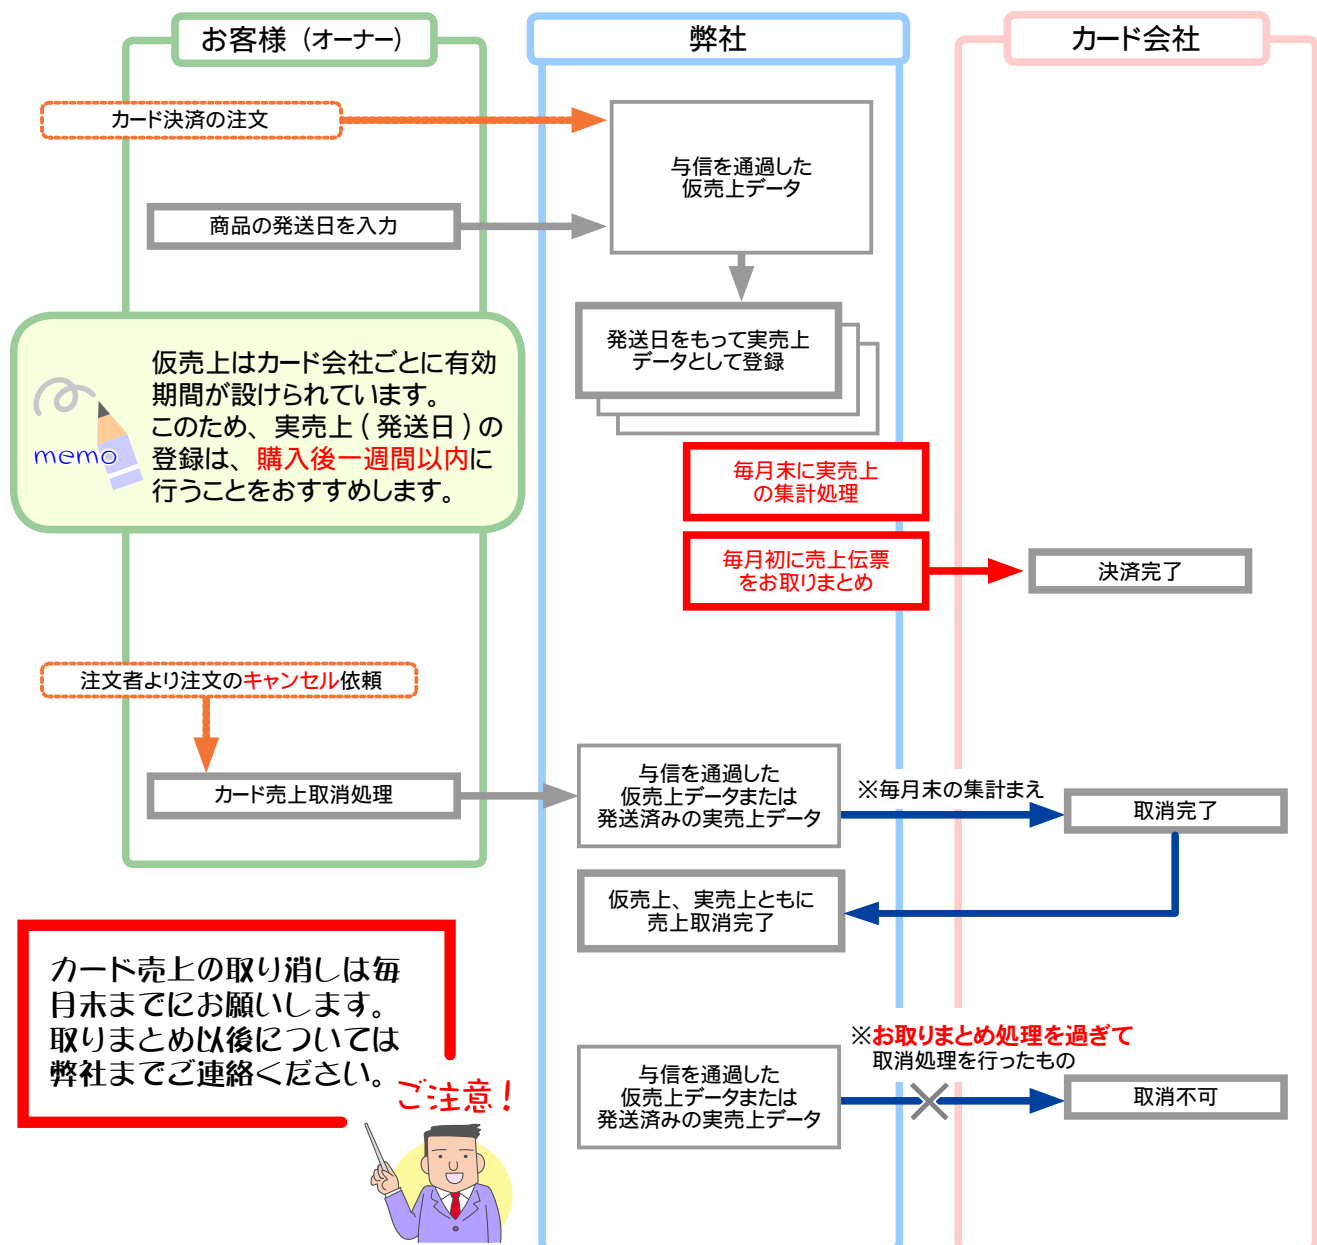 お客様（オーナー）
弊社
カード会社
カード決済の注文
与信を通過した
仮売上データ
商品の発送日を入力
発送日をもって実売上
データとして登録
仮売上はカード会社ごとに有効
期間が設けられています。
このため、実売上（発送日）の
登録は、購入後一週間以内に
行うことをおすすめします。
memo
毎月末に実売上
の集計処理
毎月初に売上伝票
をお取りまとめ
決済完了
注文者より注文のキャンセル依頼
カード売上取消処理
与信を通過した
仮売上データまたは
発送済みの実売上データ
※毎月末の集計まえ
取消完了
仮売上、実売上ともに
売上取消完了
カード売上の取り消しは毎
月末までにお願いします。
取りまとめ以後については
弊社までご連絡ください。
ご注意！
※お取りまとめ処理を過ぎて
取消処理を行ったもの
与信を通過した
仮売上データまたは
発送済みの実売上データ
取消不可